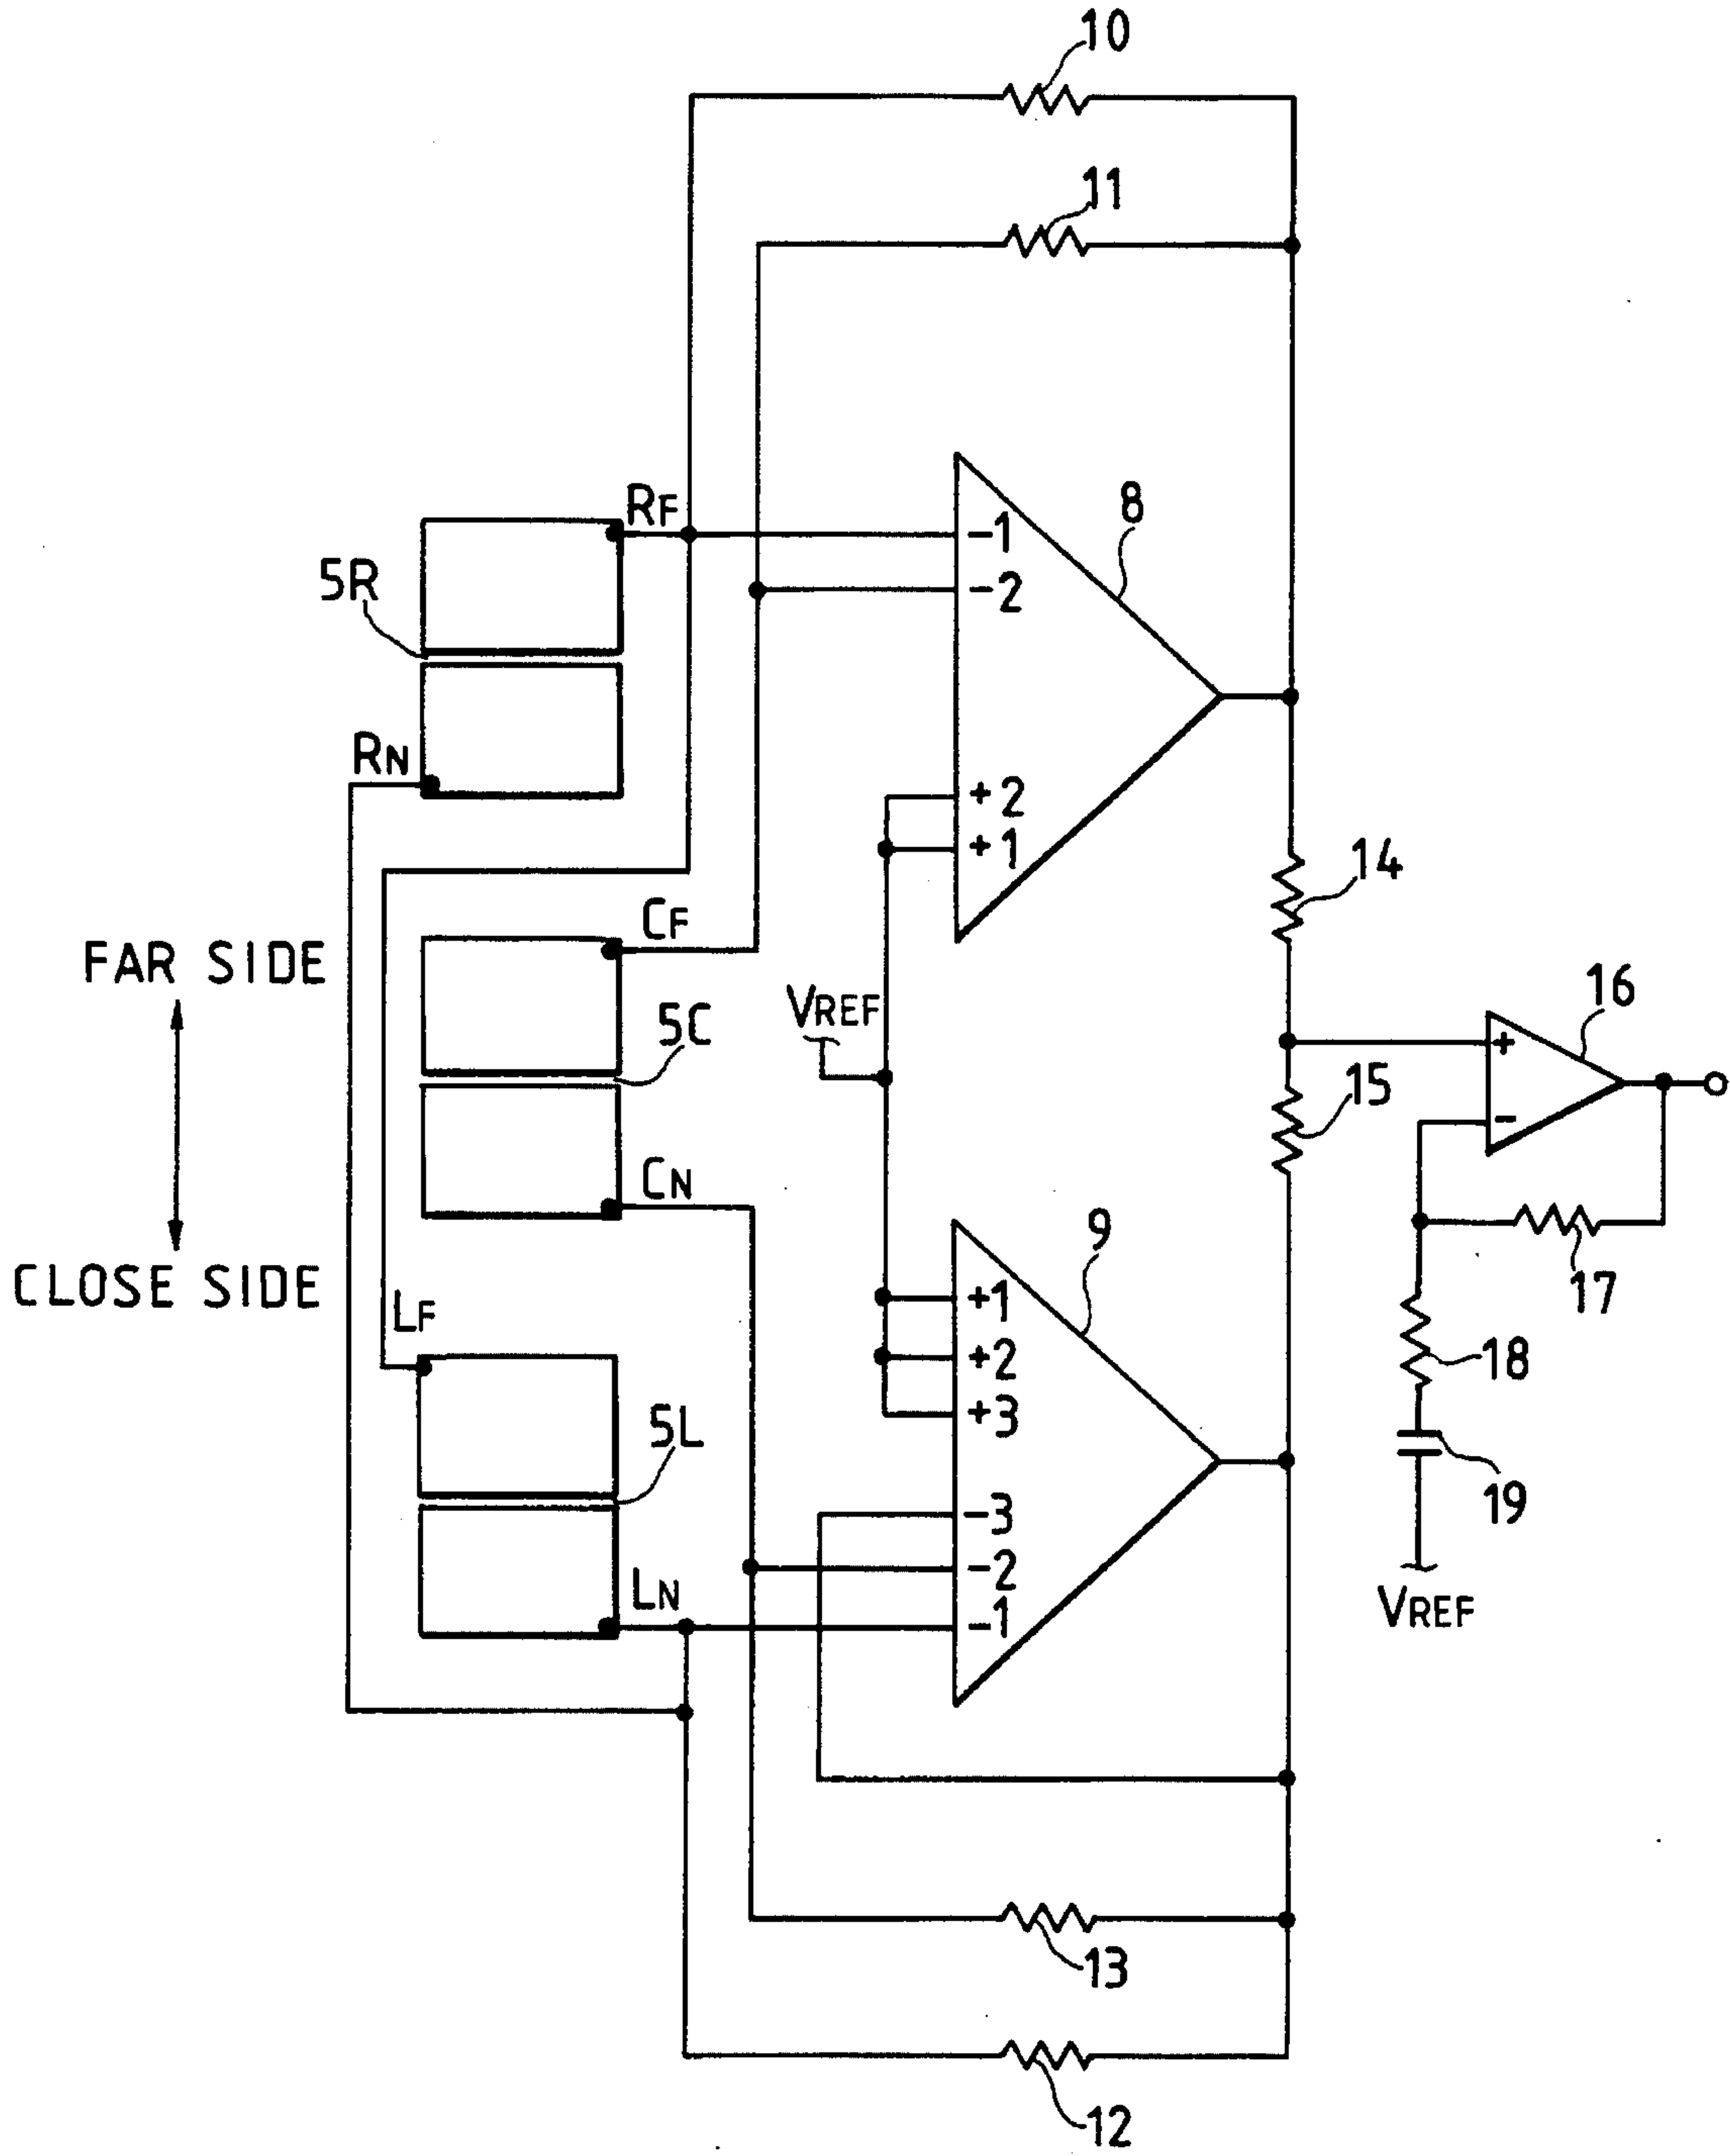 10
11
RF
8
-1
5R
-2
RN
+2
+1
14
CF
FAR SIDE
16
VREF
5C
+
15
-
CN
9
CLOSE SIDE
+1
17
LF
+2
18
+3
5L
19
-3
-2
LN
VREF
-1
13
12